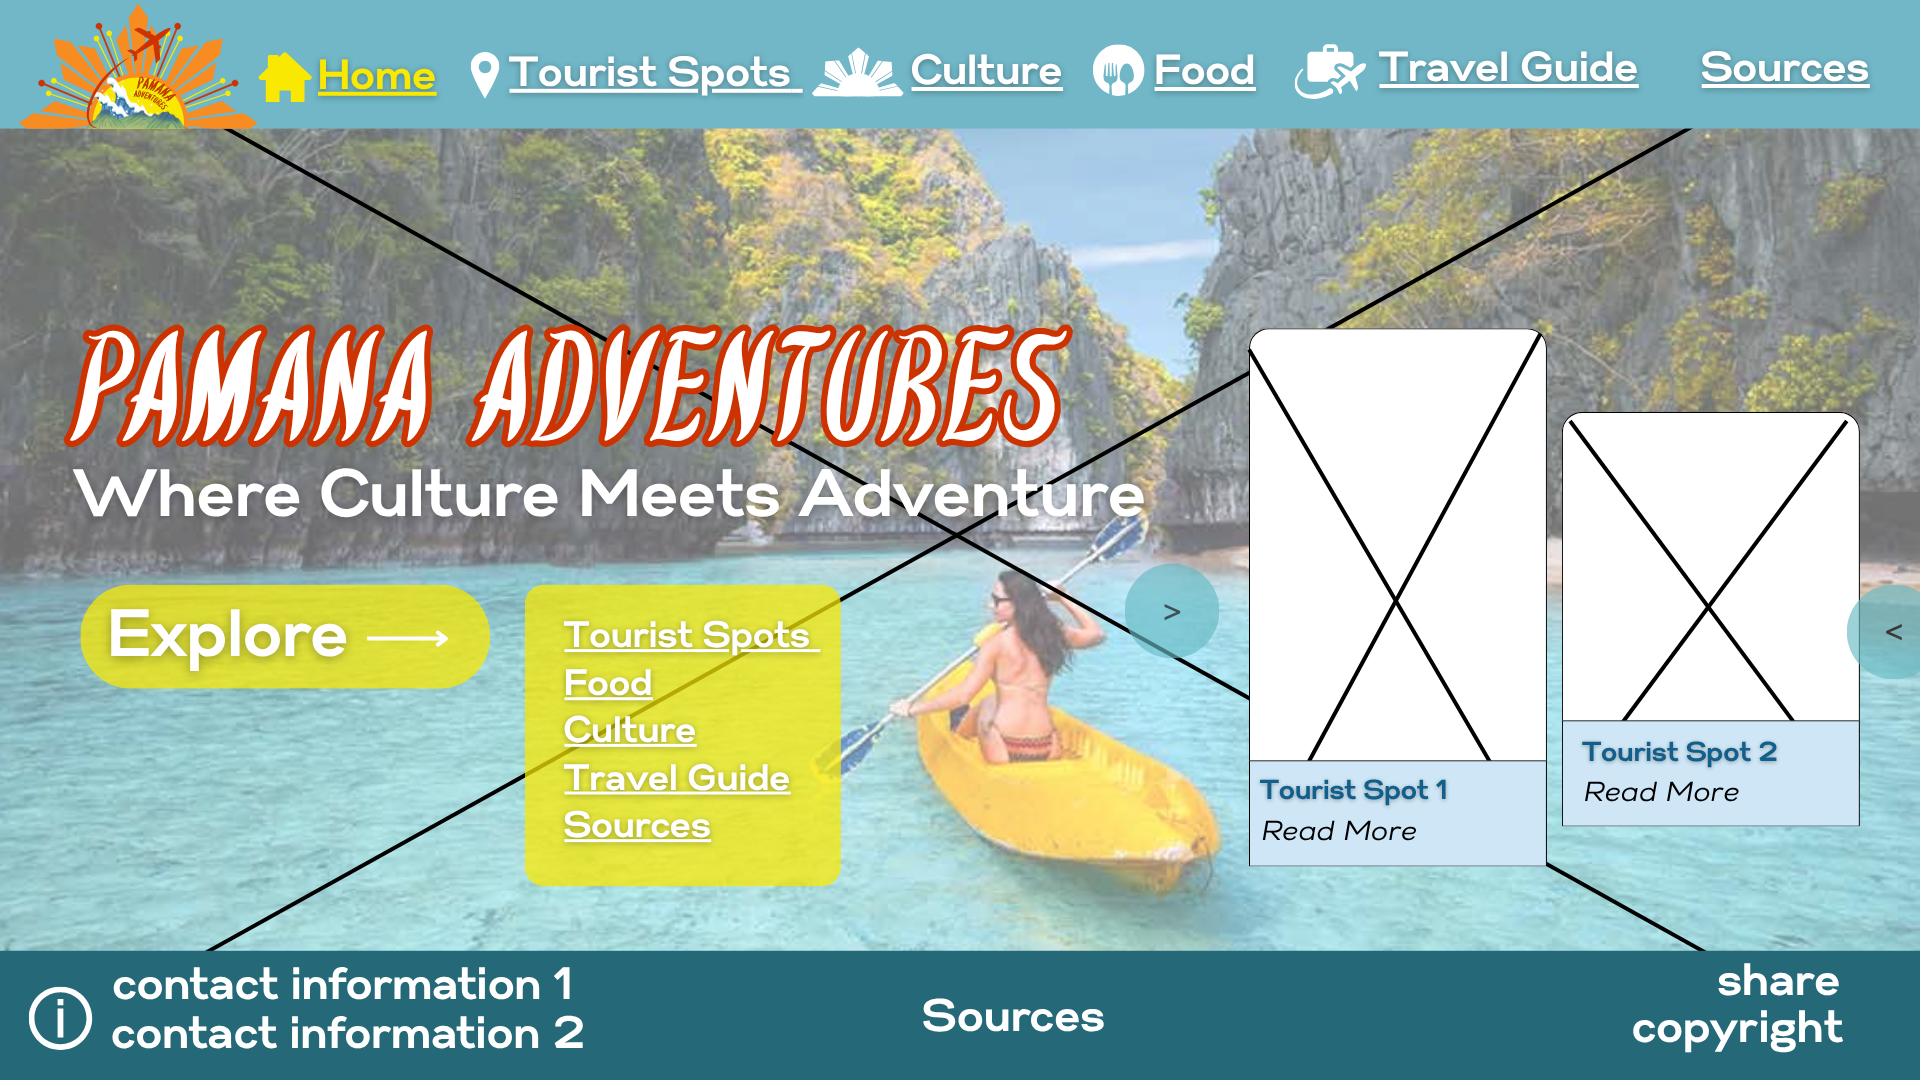 PAMANA
ADVENTURES
Home
Tourist Spots
Culture
Food
Travel Guide
Sources
PAMANA ADVENTURES
Where Culture Meets Adventure
Explore
Tourist Spots
Food
Culture
Travel Guide
Sources
>
<
Tourist Spot 1
Read More
Tourist Spot 2
Read More
i
contact information 1
contact information 2
Sources
share
copyright